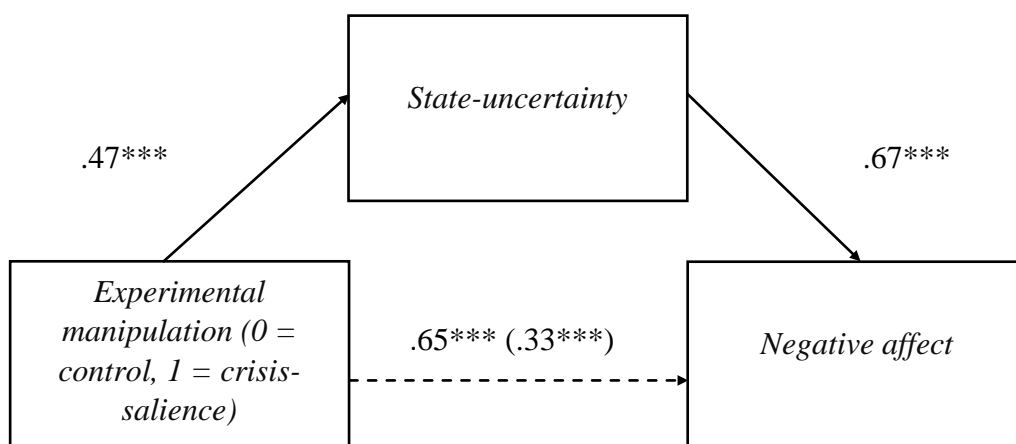 State-uncertainty
.47***
.67***
Experimental
manipulation (0 =
control, 1 = crisis-
salience)
.65*** (.33***)
Negative affect